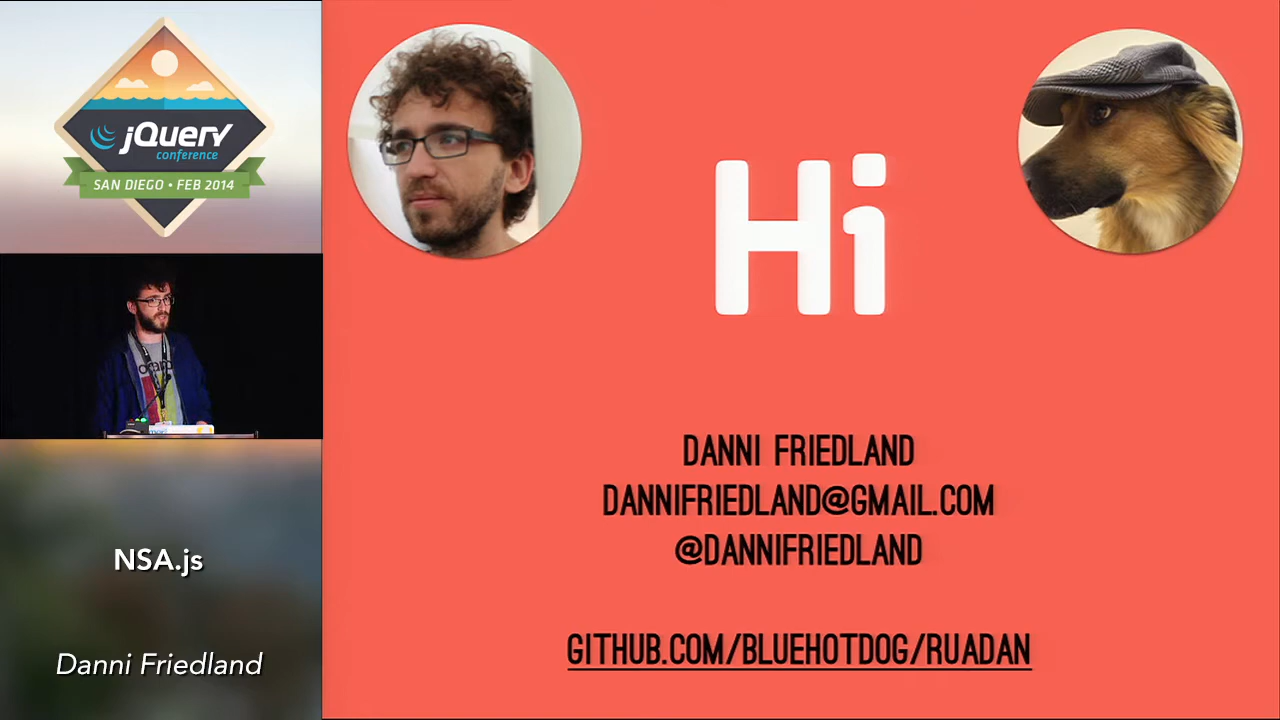 jQuery
conference
SAN DIEGO • FEB 2014
NSA.js
Danni Friedland
Hi
DANNI FRIEDLAND
DANNIFRIEDLAND@GMAIL.COM
@DANNIFRIEDLAND
GITHUB.COM/BLUEHOTDOG/RUADAN